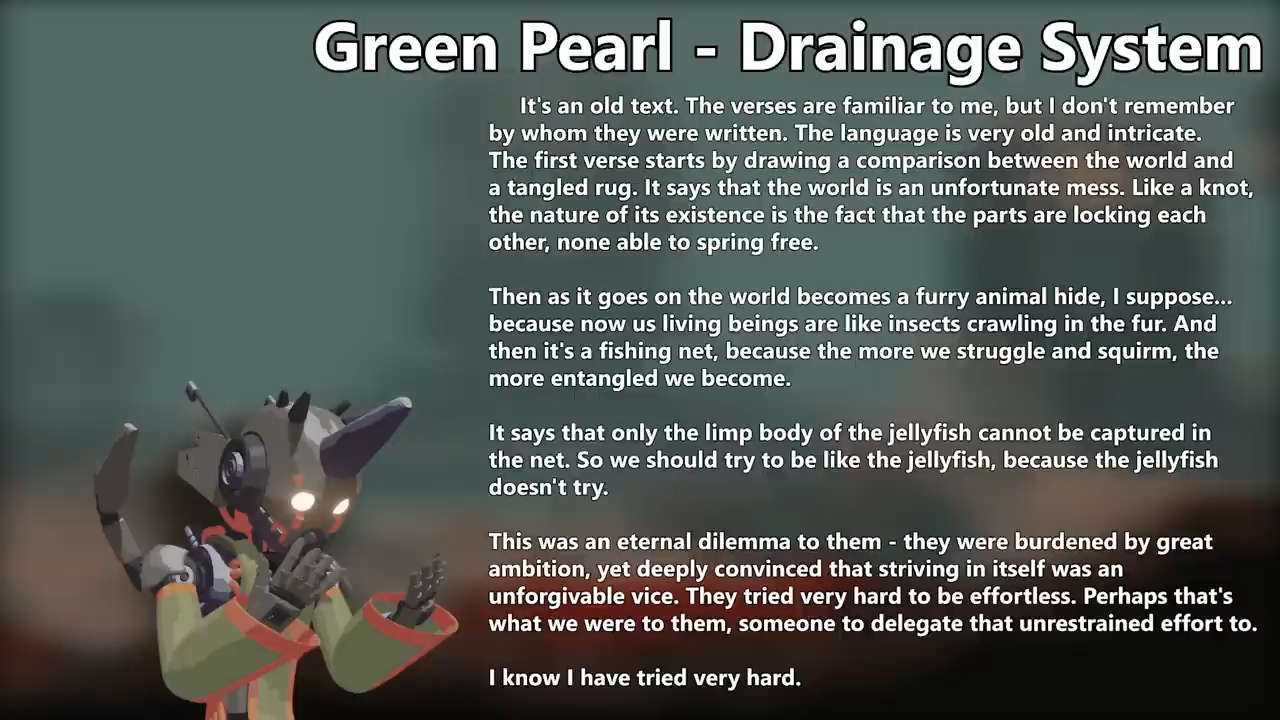 Green Pearl - Drainage System
It's an old text. The verses are familiar to me, but I don't remember
by whom they were written. The language is very old and intricate.
The first verse starts by drawing a comparison between the world and
a tangled rug. It says that the world is an unfortunate mess. Like a knot,
the nature of its existence is the fact that the parts are locking each
other, none able to spring free.
Then as it goes on the world becomes a furry animal hide, I suppose...
because now us living beings are like insects crawling in the fur. And
then it's a fishing net, because the more we struggle and squirm, the
more entangled we become.
It says that only the limp body of the jellyfish cannot be captured in
the net. So we should try to be like the jellyfish, because the jellyfish
doesn't try.
This was an eternal dilemma to them - they were burdened by great
ambition, yet deeply convinced that striving in itself was an
unforgivable vice. They tried very hard to be effortless. Perhaps that's
what we were to them, someone to delegate that unrestrained effort to.
I know I have tried very hard.